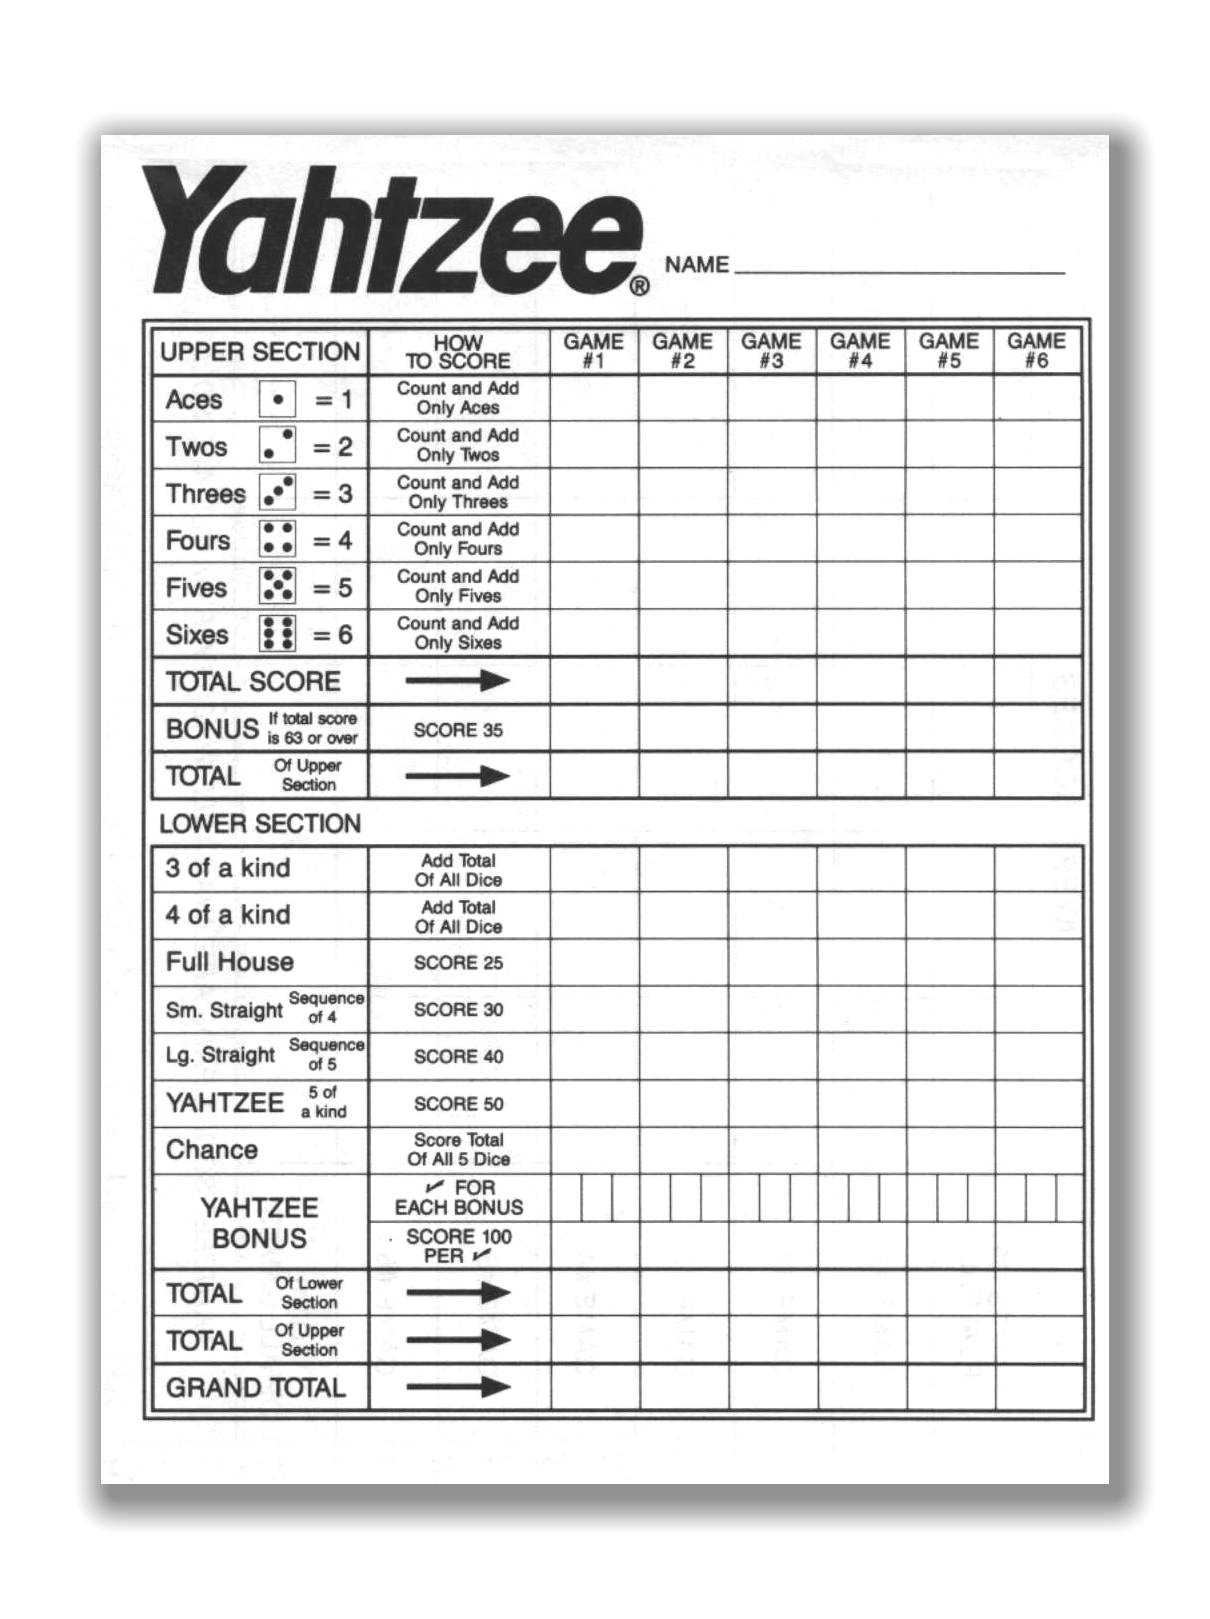 Yahtzee®
NAME
UPPER SECTION HOW TO SCORE GAME #1 GAME #2 GAME #3 GAME #4 GAME #5 GAME #6
Aces = 1 Count and Add Only Aces
Twos = 2 Count and Add Only Twos
Threes = 3 Count and Add Only Threes
Fours = 4 Count and Add Only Fours
Fives = 5 Count and Add Only Fives
Sixes = 6 Count and Add Only Sixes
TOTAL SCORE
BONUS If total score is 63 or over SCORE 35
TOTAL Of Upper Section
LOWER SECTION
3 of a kind Add Total Of All Dice
4 of a kind Add Total Of All Dice
Full House SCORE 25
Sm. Straight Sequence of 4 SCORE 30
Lg. Straight Sequence of 5 SCORE 40
YAHTZEE 5 of a kind SCORE 50
Chance Score Total Of All 5 Dice
YAHTZEE BONUS ✓ FOR EACH BONUS
SCORE 100 PER ✓
TOTAL Of Lower Section
TOTAL Of Upper Section
GRAND TOTAL